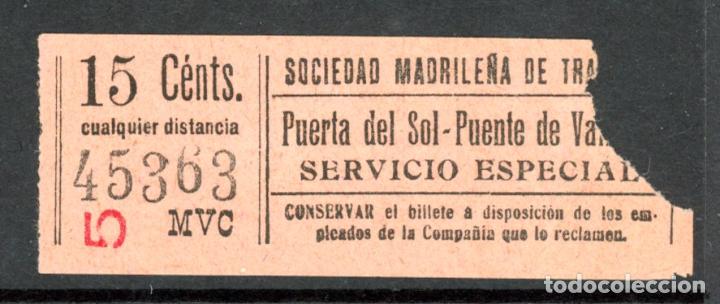 15 Cénts.
cualquier distancia
45363
5 MVC
SOCIEDAD MADRILEÑA DE TRA
Puerta del Sol-Puente de Va
SERVICIO ESPECIAL
CONSERVAR el billete á disposición de los em-
pleados de la Compañía que lo reclamen.
todocoleccion